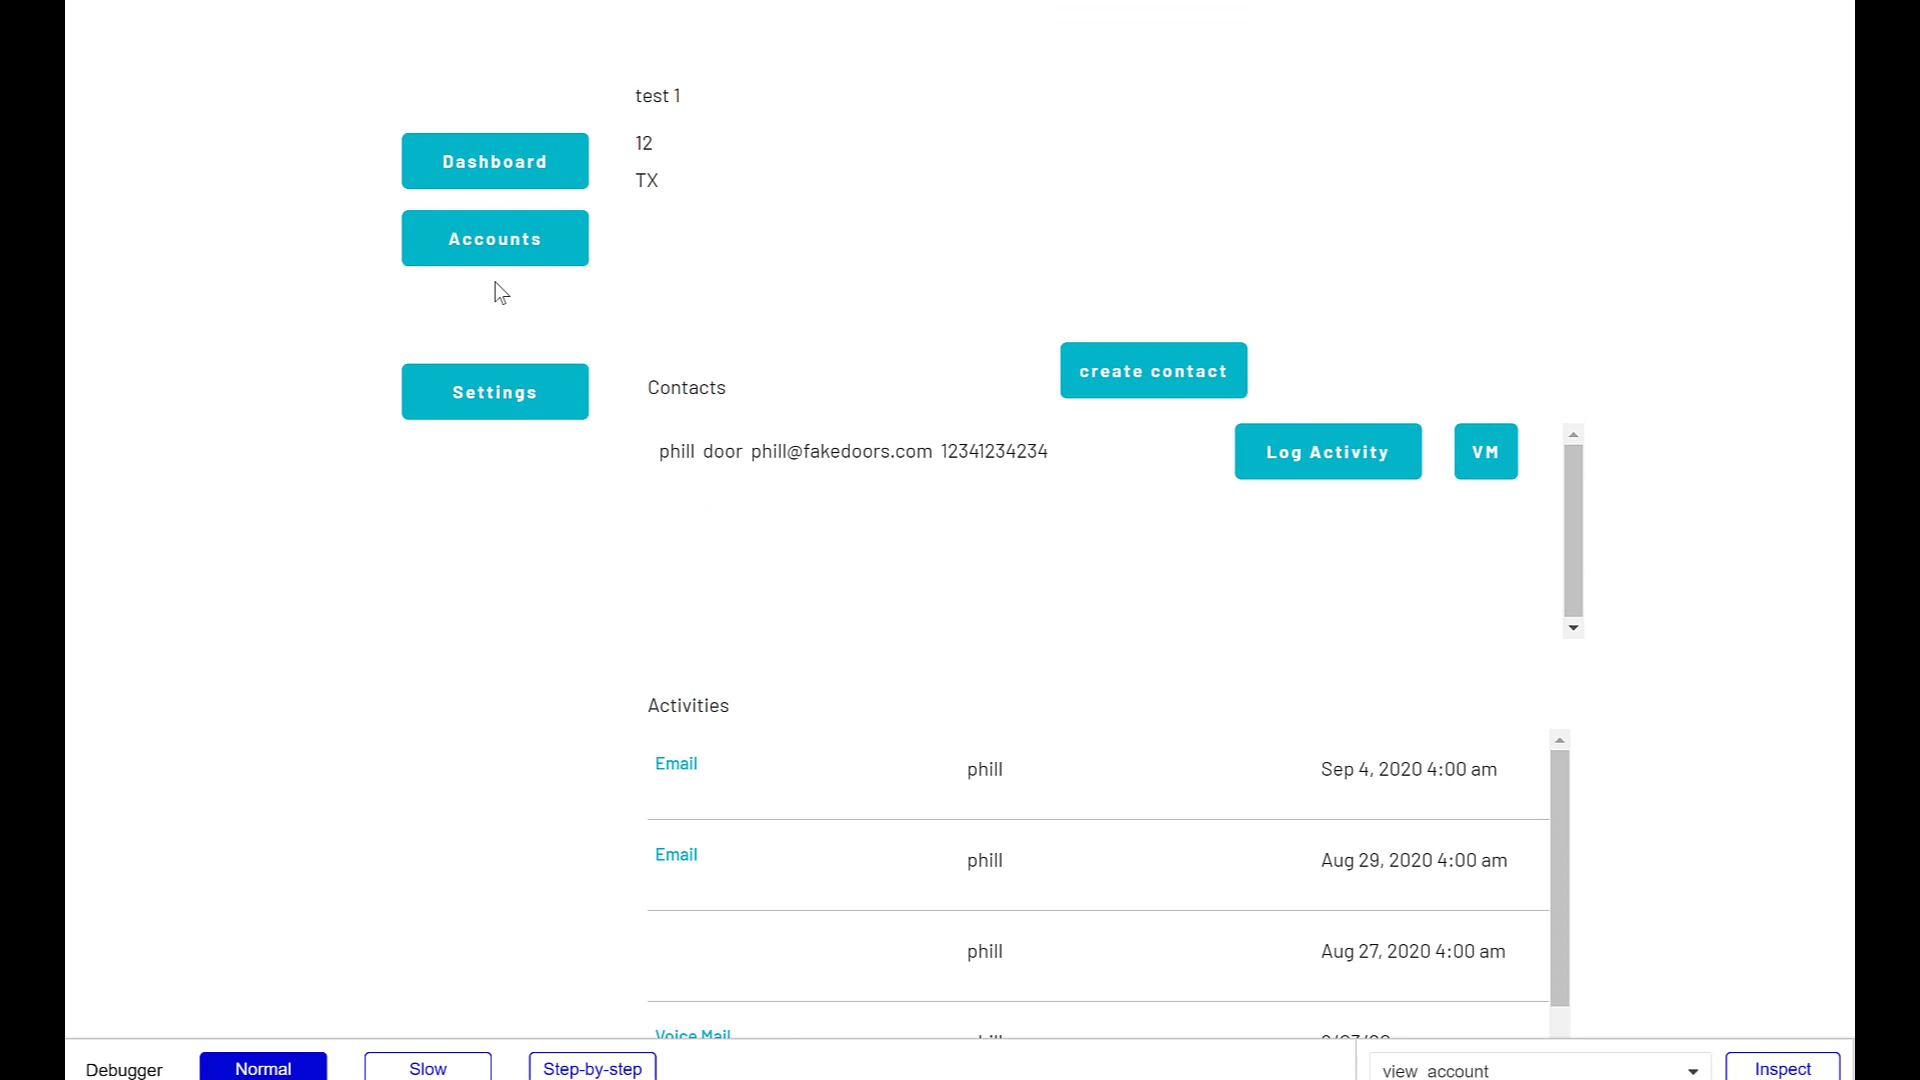 test 1
12
TX
Dashboard
Accounts
Settings
create contact
Contacts
phill door phill@fakedoors.com 12341234234
Log Activity
VM
Activities
Email phill Sep 4, 2020 4:00 am
Email phill Aug 29, 2020 4:00 am
phill Aug 27, 2020 4:00 am
Voice Mail
Debugger Normal Slow Step-by-step view account Inspect